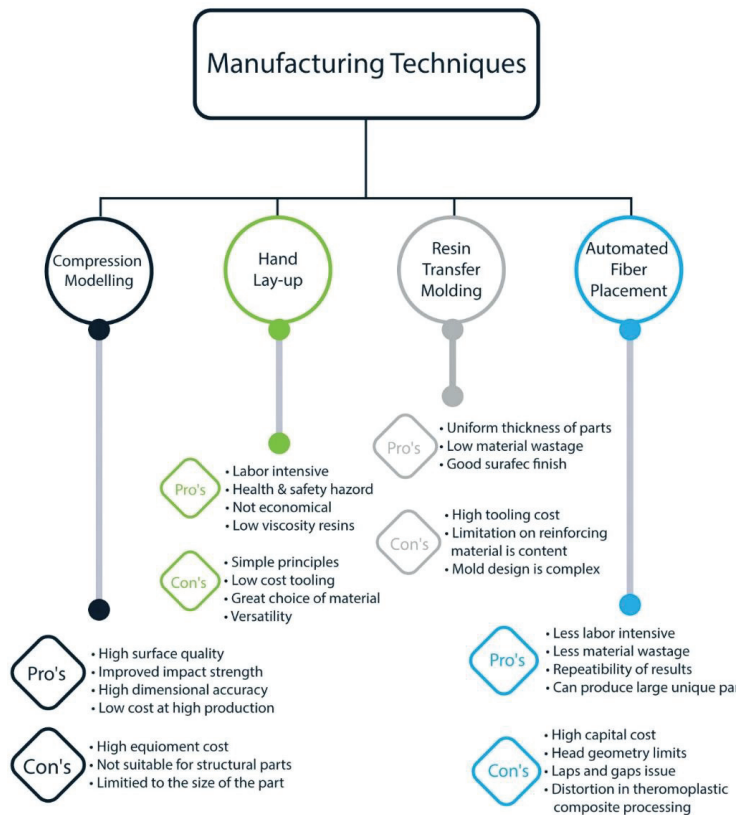 Manufacturing Techniques
Compression
Modelling
Hand
Lay-up
Resin
Transfer
Molding
Automated
Fiber
Placement
Pro's
• High surface quality
• Improved impact strength
• High dimensional accuracy
• Low cost at high production
Con's
• High equioment cost
• Not suitable for structural parts
• Limitied to the size of the part
Pro's
• Labor intensive
• Health & safety hazord
• Not economical
• Low viscosity resins
Con's
• Simple principles
• Low cost tooling
• Great choice of material
• Versatility
Pro's
• Uniform thickness of parts
• Low material wastage
• Good surafec finish
Con's
• High tooling cost
• Limitation on reinforcing
material is content
• Mold design is complex
Pro's
• Less labor intensive
• Less material wastage
• Repeatibility of results
• Can produce large unique
Con's
• High capital cost
• Head geometry limits
• Laps and gaps issue
• Distortion in theromoplastic
composite processing